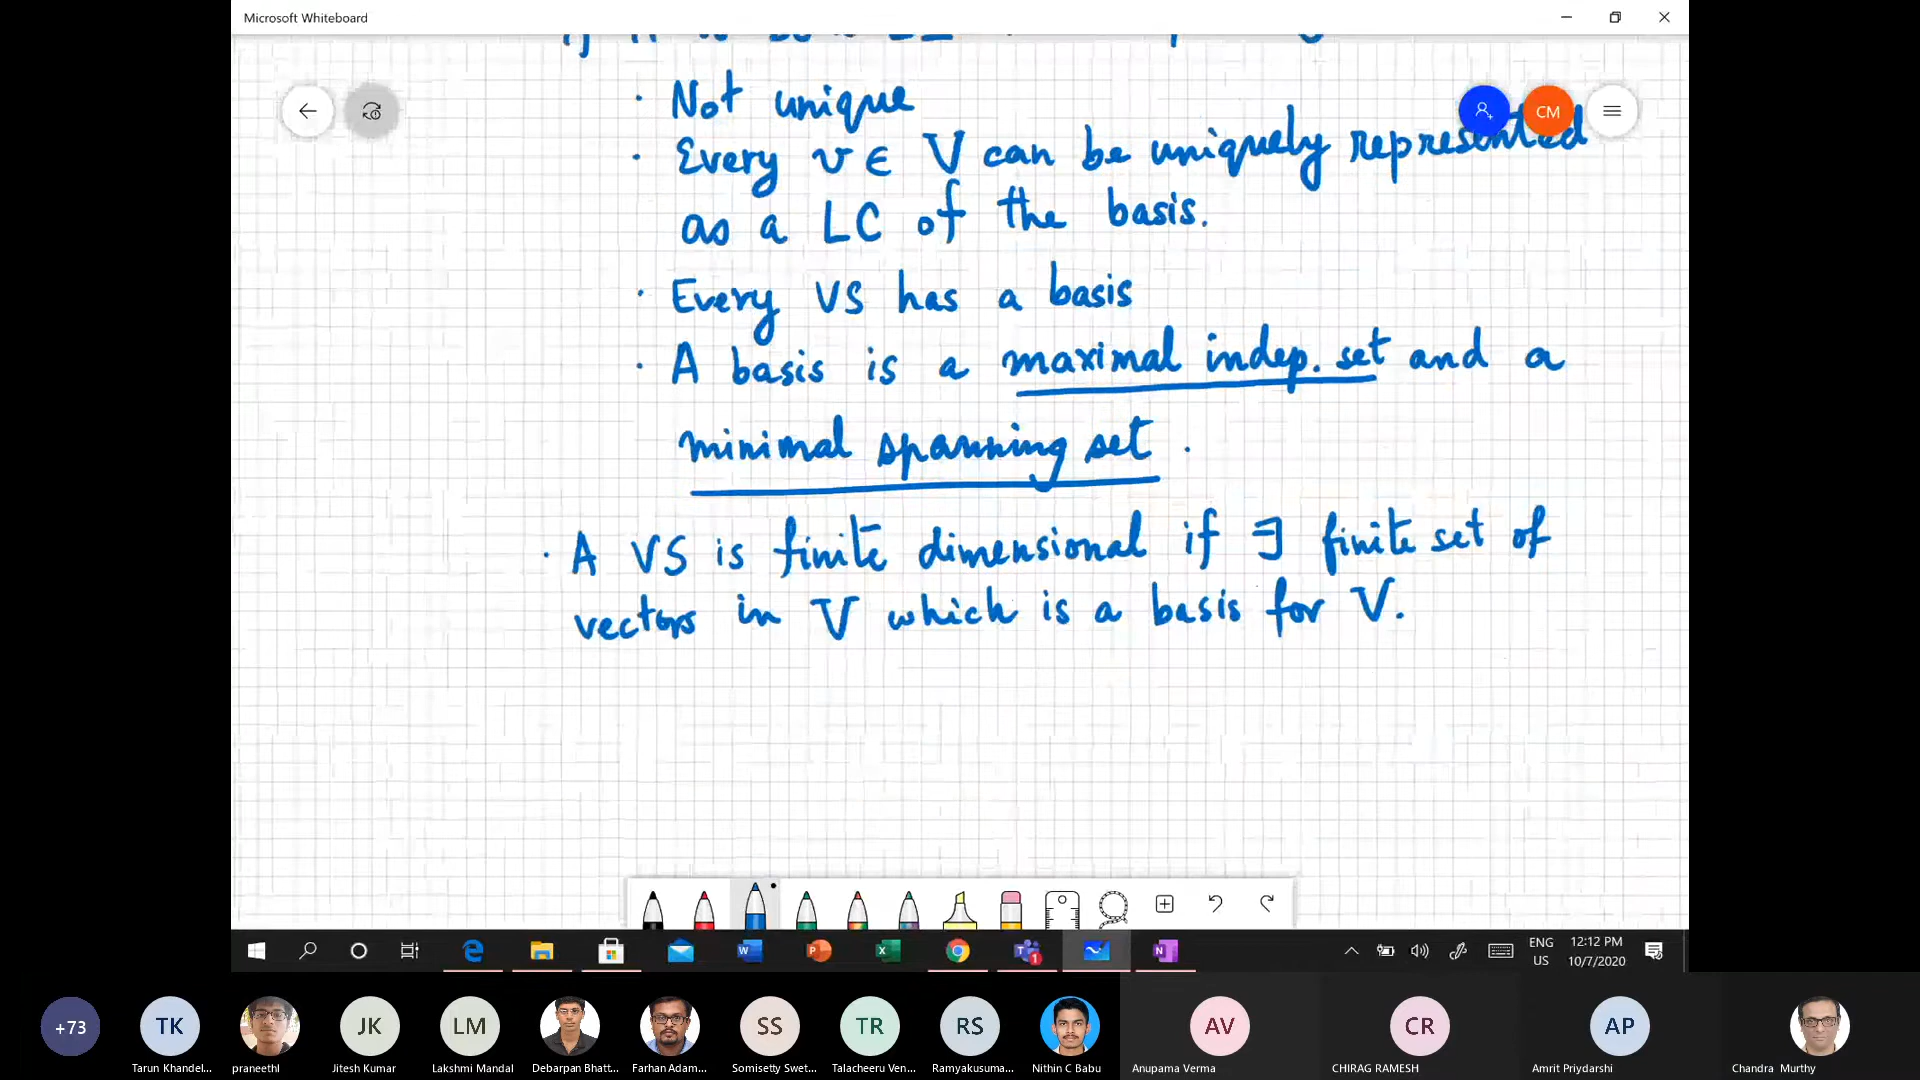 Microsoft Whiteboard
· Not unique
· Every v ∈ V can be uniquely represented
as a LC of the basis.
· Every VS has a basis
· A basis is a maximal indep. set and a
minimal spanning set.
· A VS is finite dimensional if ∃ finite set of
vectors in V which is a basis for V.
CM
ENG
US
12:12 PM
10/7/2020
+73
TK
JK
LM
SS
TR
RS
AV
CR
AP
Tarun Khandel...
praneethl
Jitesh Kumar
Lakshmi Mandal
Debarpan Bhatt...
Farhan Adam...
Somisetty Swet...
Talacheeru Ven...
Ramyakusuma...
Nithin C Babu
Anupama Verma
CHIRAG RAMESH
Amrit Priydarshi
Chandra Murthy